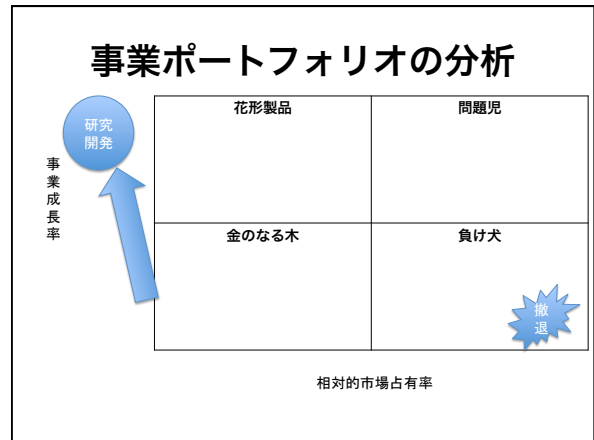 事業ポートフォリオの分析
研究
開発
花形製品
問題児
事業成長率
金のなる木
負け犬
撤
退
相対的市場占有率